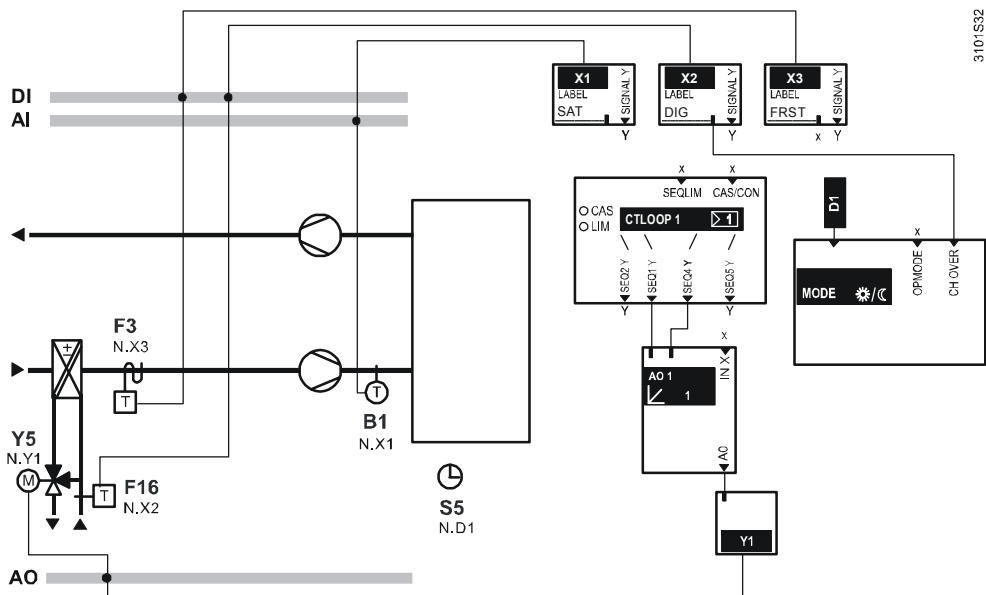 3101S32
DI
AI
X1
LABEL
SAT
SIGNAL Y
Y
X2
LABEL
DIG
SIGNAL Y
Y
X3
LABEL
FRST
SIGNAL Y
x
Y
x
x
SEQLIM
CAS/CON
CAS
LIM
CTLOOP 1
1
SEQ2 Y
SEQ1 Y
SEQ4 Y
SEQ5 Y
Y
Y
D1
x
OPMODE
CH OVER
MODE
/
F3
N.X3
T
T
B1
N.X1
x
IN X
AO 1
1
A0
Y5
N.Y1
M
T
F16
N.X2
S5
N.D1
Y1
AO
±